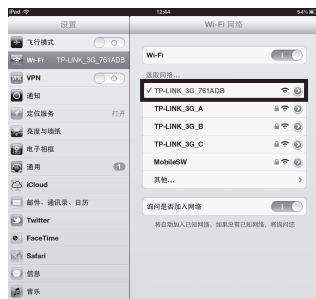 iPad
12:44
54%
设置
Wi-Fi 网络
飞行模式
Wi-Fi TP-LINK_3G_761ADB
VPN
通知
定位服务 打开
亮度与墙纸
电子相框
通用 1
iCloud
邮件、通讯录、日历
Twitter
FaceTime
Safari
信息
音乐
Wi-Fi
选取网络...
✓ TP-LINK_3G_761ADB
TP-LINK_3G_A
TP-LINK_3G_B
TP-LINK_3G_C
MobileSW
其他...
询问是否加入网络
将自动加入已知网络。如果没有已知网络，将询问您